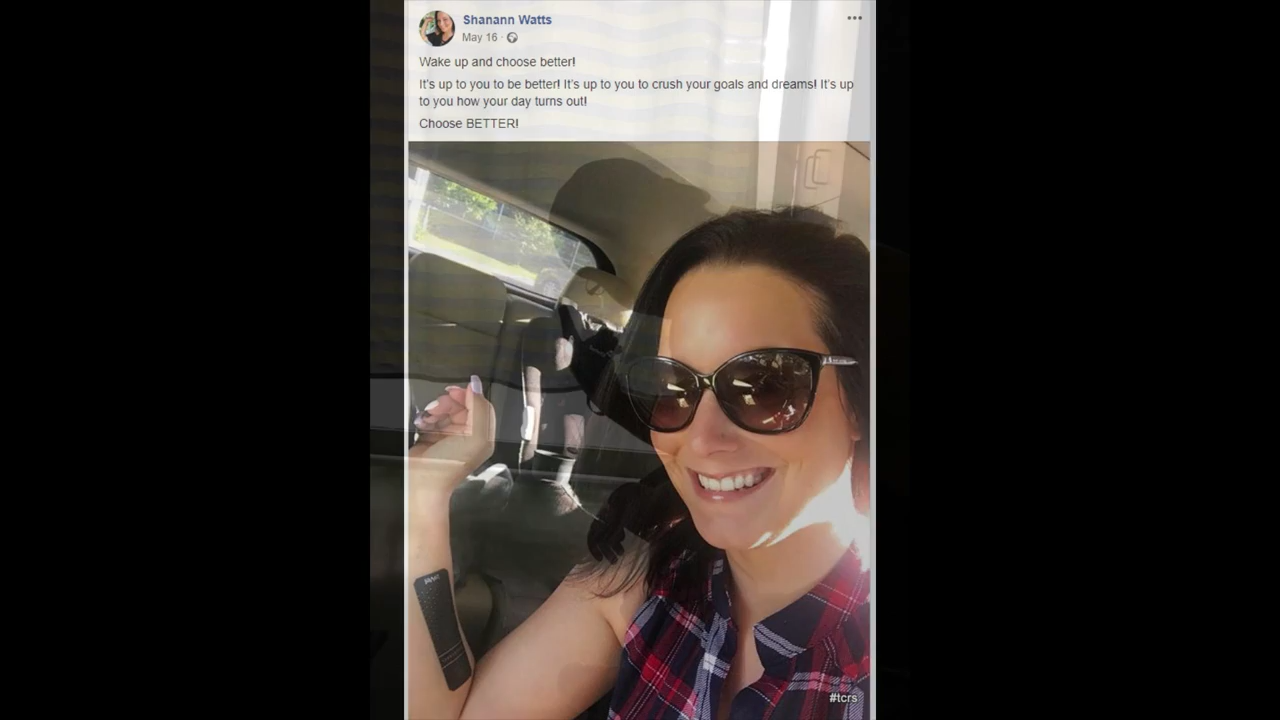 Shanann Watts
May 16 ·
Wake up and choose better!
It's up to you to be better! It's up to you to crush your goals and dreams! It's up
to you how your day turns out!
Choose BETTER!
#tcrs